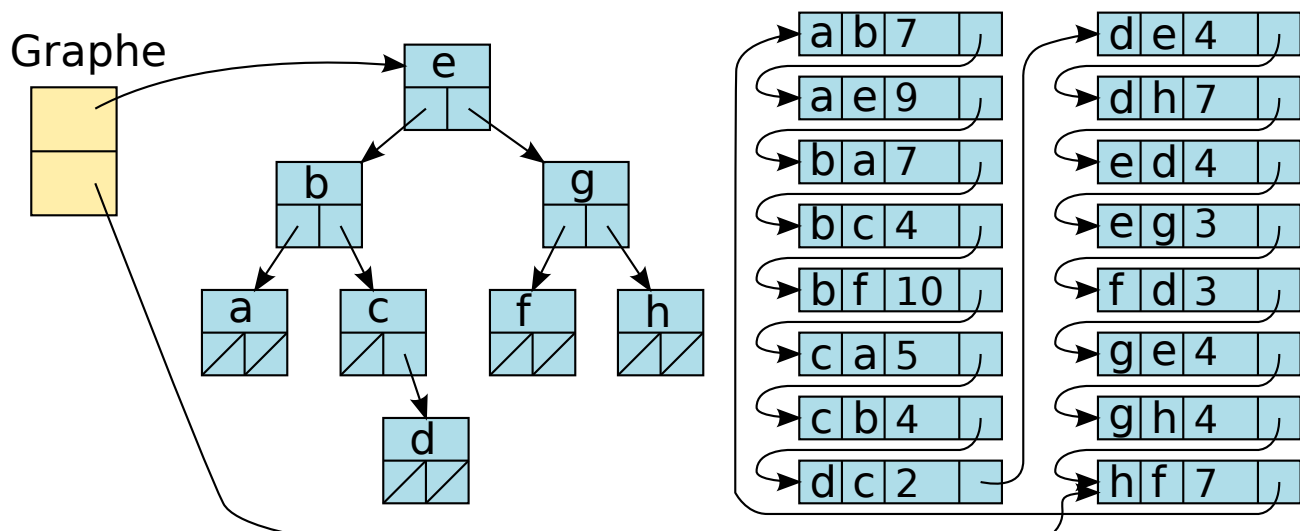 Graphe
e
b
g
a
c
f
h
d
a b 7
a e 9
b a 7
b c 4
b f 10
c a 5
c b 4
d c 2
d e 4
d h 7
e d 4
e g 3
f d 3
g e 4
g h 4
h f 7